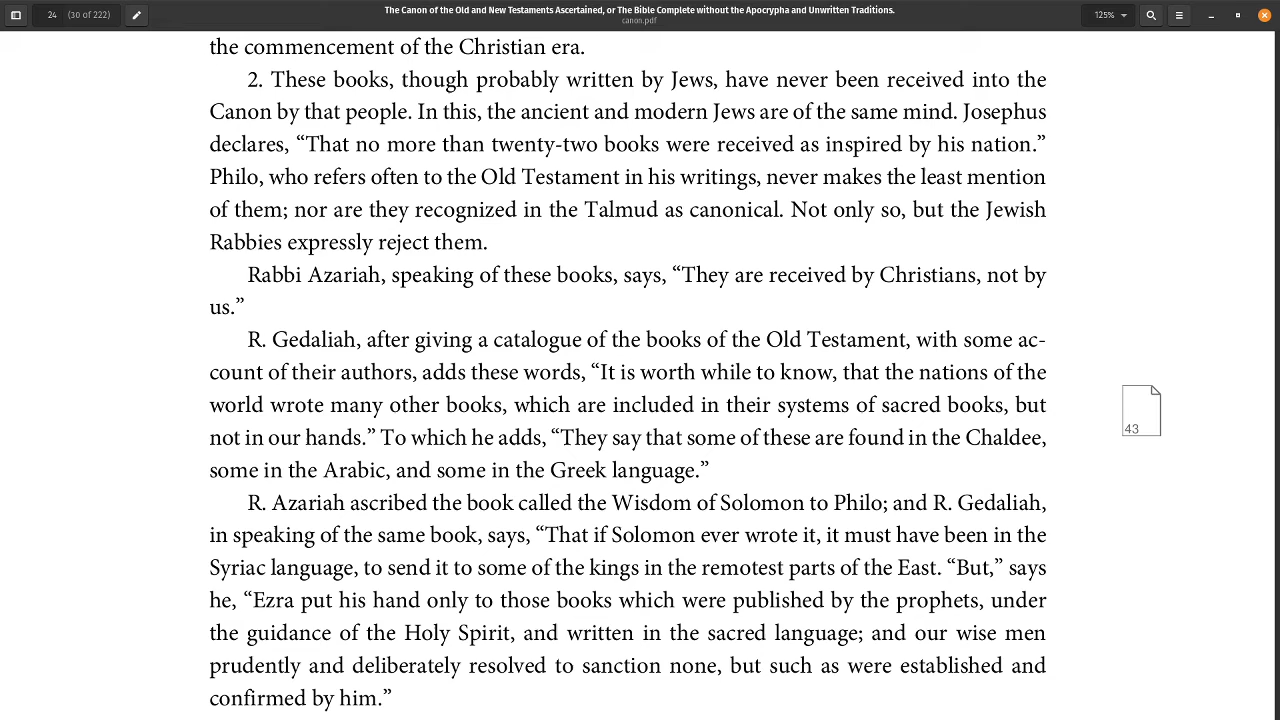 24 (30 of 222)
The Canon of the Old and New Testaments Ascertained, or The Bible Complete without the Apocrypha and Unwritten Traditions.
canon.pdf
125%
the commencement of the Christian era.
2. These books, though probably written by Jews, have never been received into the
Canon by that people. In this, the ancient and modern Jews are of the same mind. Josephus
declares, “That no more than twenty-two books were received as inspired by his nation.”
Philo, who refers often to the Old Testament in his writings, never makes the least mention
of them; nor are they recognized in the Talmud as canonical. Not only so, but the Jewish
Rabbies expressly reject them.
Rabbi Azariah, speaking of these books, says, “They are received by Christians, not by
us.”
R. Gedaliah, after giving a catalogue of the books of the Old Testament, with some ac-
count of their authors, adds these words, “It is worth while to know, that the nations of the
world wrote many other books, which are included in their systems of sacred books, but
not in our hands.” To which he adds, “They say that some of these are found in the Chaldee,
some in the Arabic, and some in the Greek language.”
43
R. Azariah ascribed the book called the Wisdom of Solomon to Philo; and R. Gedaliah,
in speaking of the same book, says, “That if Solomon ever wrote it, it must have been in the
Syriac language, to send it to some of the kings in the remotest parts of the East. “But,” says
he, “Ezra put his hand only to those books which were published by the prophets, under
the guidance of the Holy Spirit, and written in the sacred language; and our wise men
prudently and deliberately resolved to sanction none, but such as were established and
confirmed by him.”